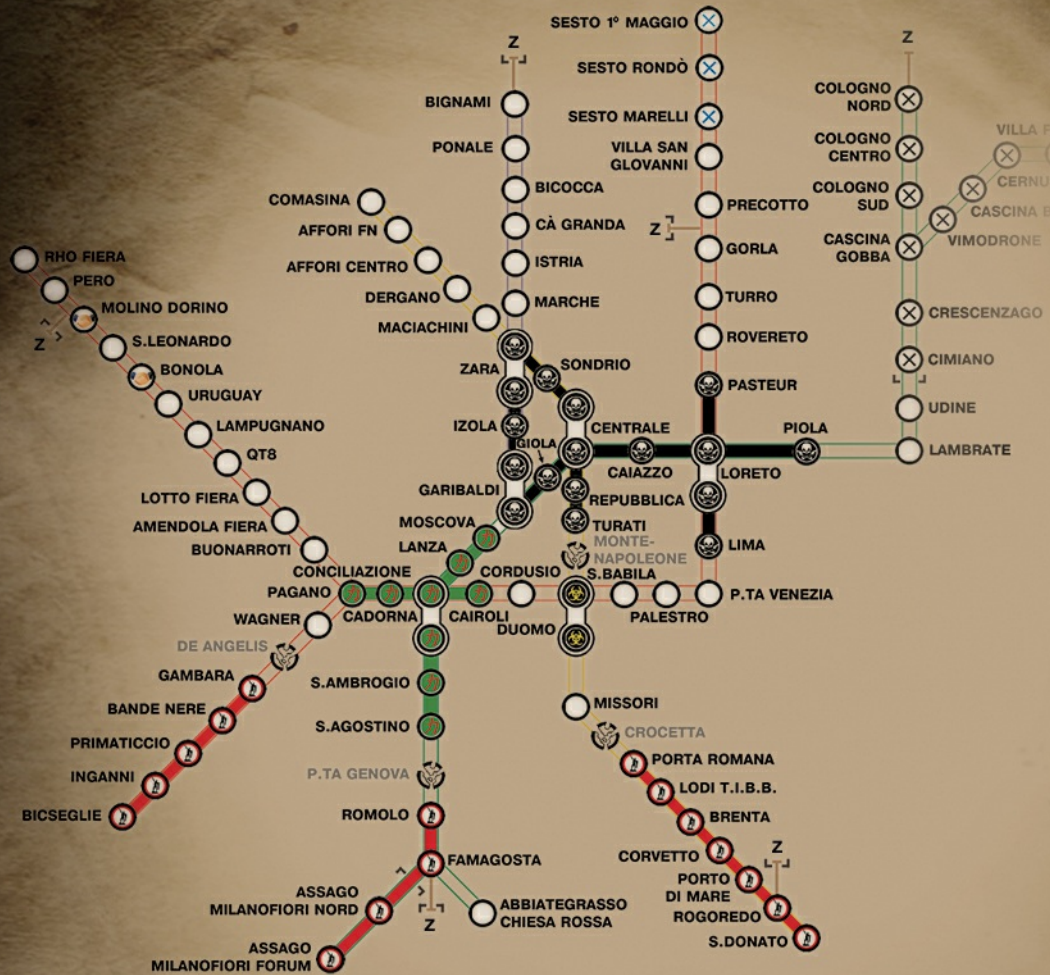 SESTO 1º MAGGIO
SESTO RONDÒ
SESTO MARELLI
VILLA SAN
GIOVANNI
PRECOTTO
Z
GORLA
TURRO
ROVERETO
PASTEUR
Z
BIGNAMI
PONALE
BICOCCA
CÀ GRANDA
ISTRIA
MARCHE
Z
COLOGNO
NORD
COLOGNO
CENTRO
COLOGNO
SUD
CASCINA
GOBBA
VILLA
CERNU
CASCINA
VIMODRONE
CRESCENZAGO
CIMIANO
UDINE
LAMBRATE
COMASINA
AFFORI FN
AFFORI CENTRO
DERGANO
MACIACHINI
RHO FIERA
PERO
MOLINO DORINO
Z
S.LEONARDO
BONOLA
URUGUAY
LAMPUGNANO
QT8
LOTTO FIERA
AMENDOLA FIERA
BUONARROTI
ZARA
SONDRIO
IZOLA
GIOLA
CENTRALE
CAIAZZO
PIOLA
LORETO
GARIBALDI
REPUBBLICA
TURATI
MOSCOVA
LANZA
MONTE-
NAPOLEONE
LIMA
CONCILIAZIONE
CORDUSIO
S.BABILA
PAGANO
CADORNA
CAIROLI
DUOMO
PALESTRO
P.TA VENEZIA
WAGNER
DE ANGELIS
GAMBARA
BANDE NERE
PRIMATICCIO
INGANNI
BICSEGLIE
S.AMBROGIO
S.AGOSTINO
P.TA GENOVA
ROMOLO
FAMAGOSTA
Z
ASSAGO
MILANOFIORI NORD
ASSAGO
MILANOFIORI FORUM
ABBIATEGRASSO
CHIESA ROSSA
MISSORI
CROCETTA
PORTA ROMANA
LODI T.I.B.B.
BRENTA
CORVETTO
Z
PORTO
DI MARE
ROGOREDO
S.DONATO